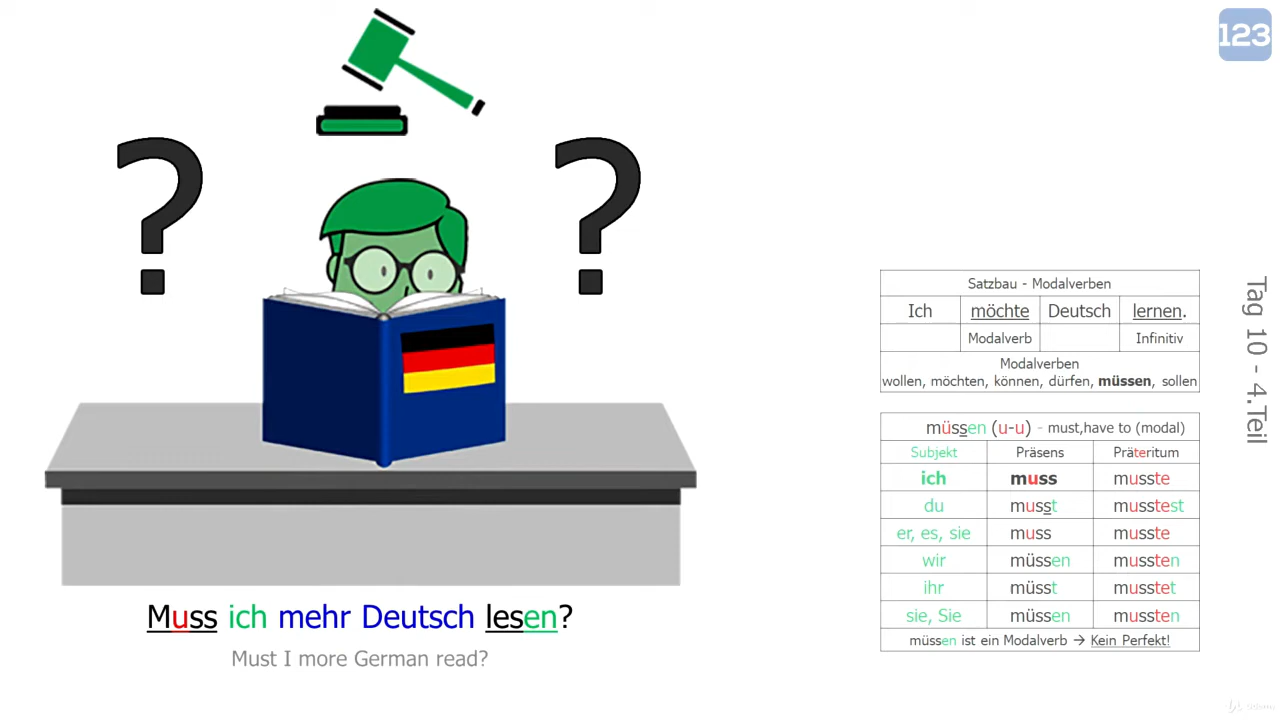 123
?
?
Muss ich mehr Deutsch lesen?
Must I more German read?
Satzbau - Modalverben
Ich möchte Deutsch lernen.
Modalverb Infinitiv
Modalverben
wollen, möchten, können, dürfen, müssen, sollen
müssen (u-u) - must,have to (modal)
Subjekt Präsens Präteritum
ich muss musste
du musst musstest
er, es, sie muss musste
wir müssen mussten
ihr müsst musstet
sie, Sie müssen mussten
müssen ist ein Modalverb → Kein Perfekt!
Tag 10 - 4.Teil